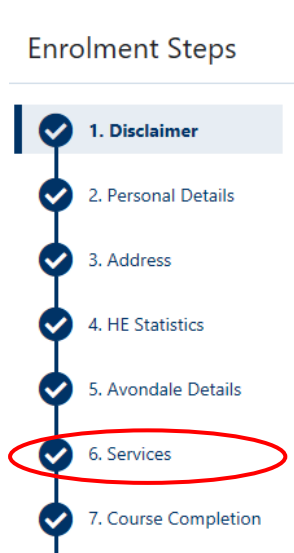 Enrolment Steps
1. Disclaimer
2. Personal Details
3. Address
4. HE Statistics
5. Avondale Details
6. Services
7. Course Completion